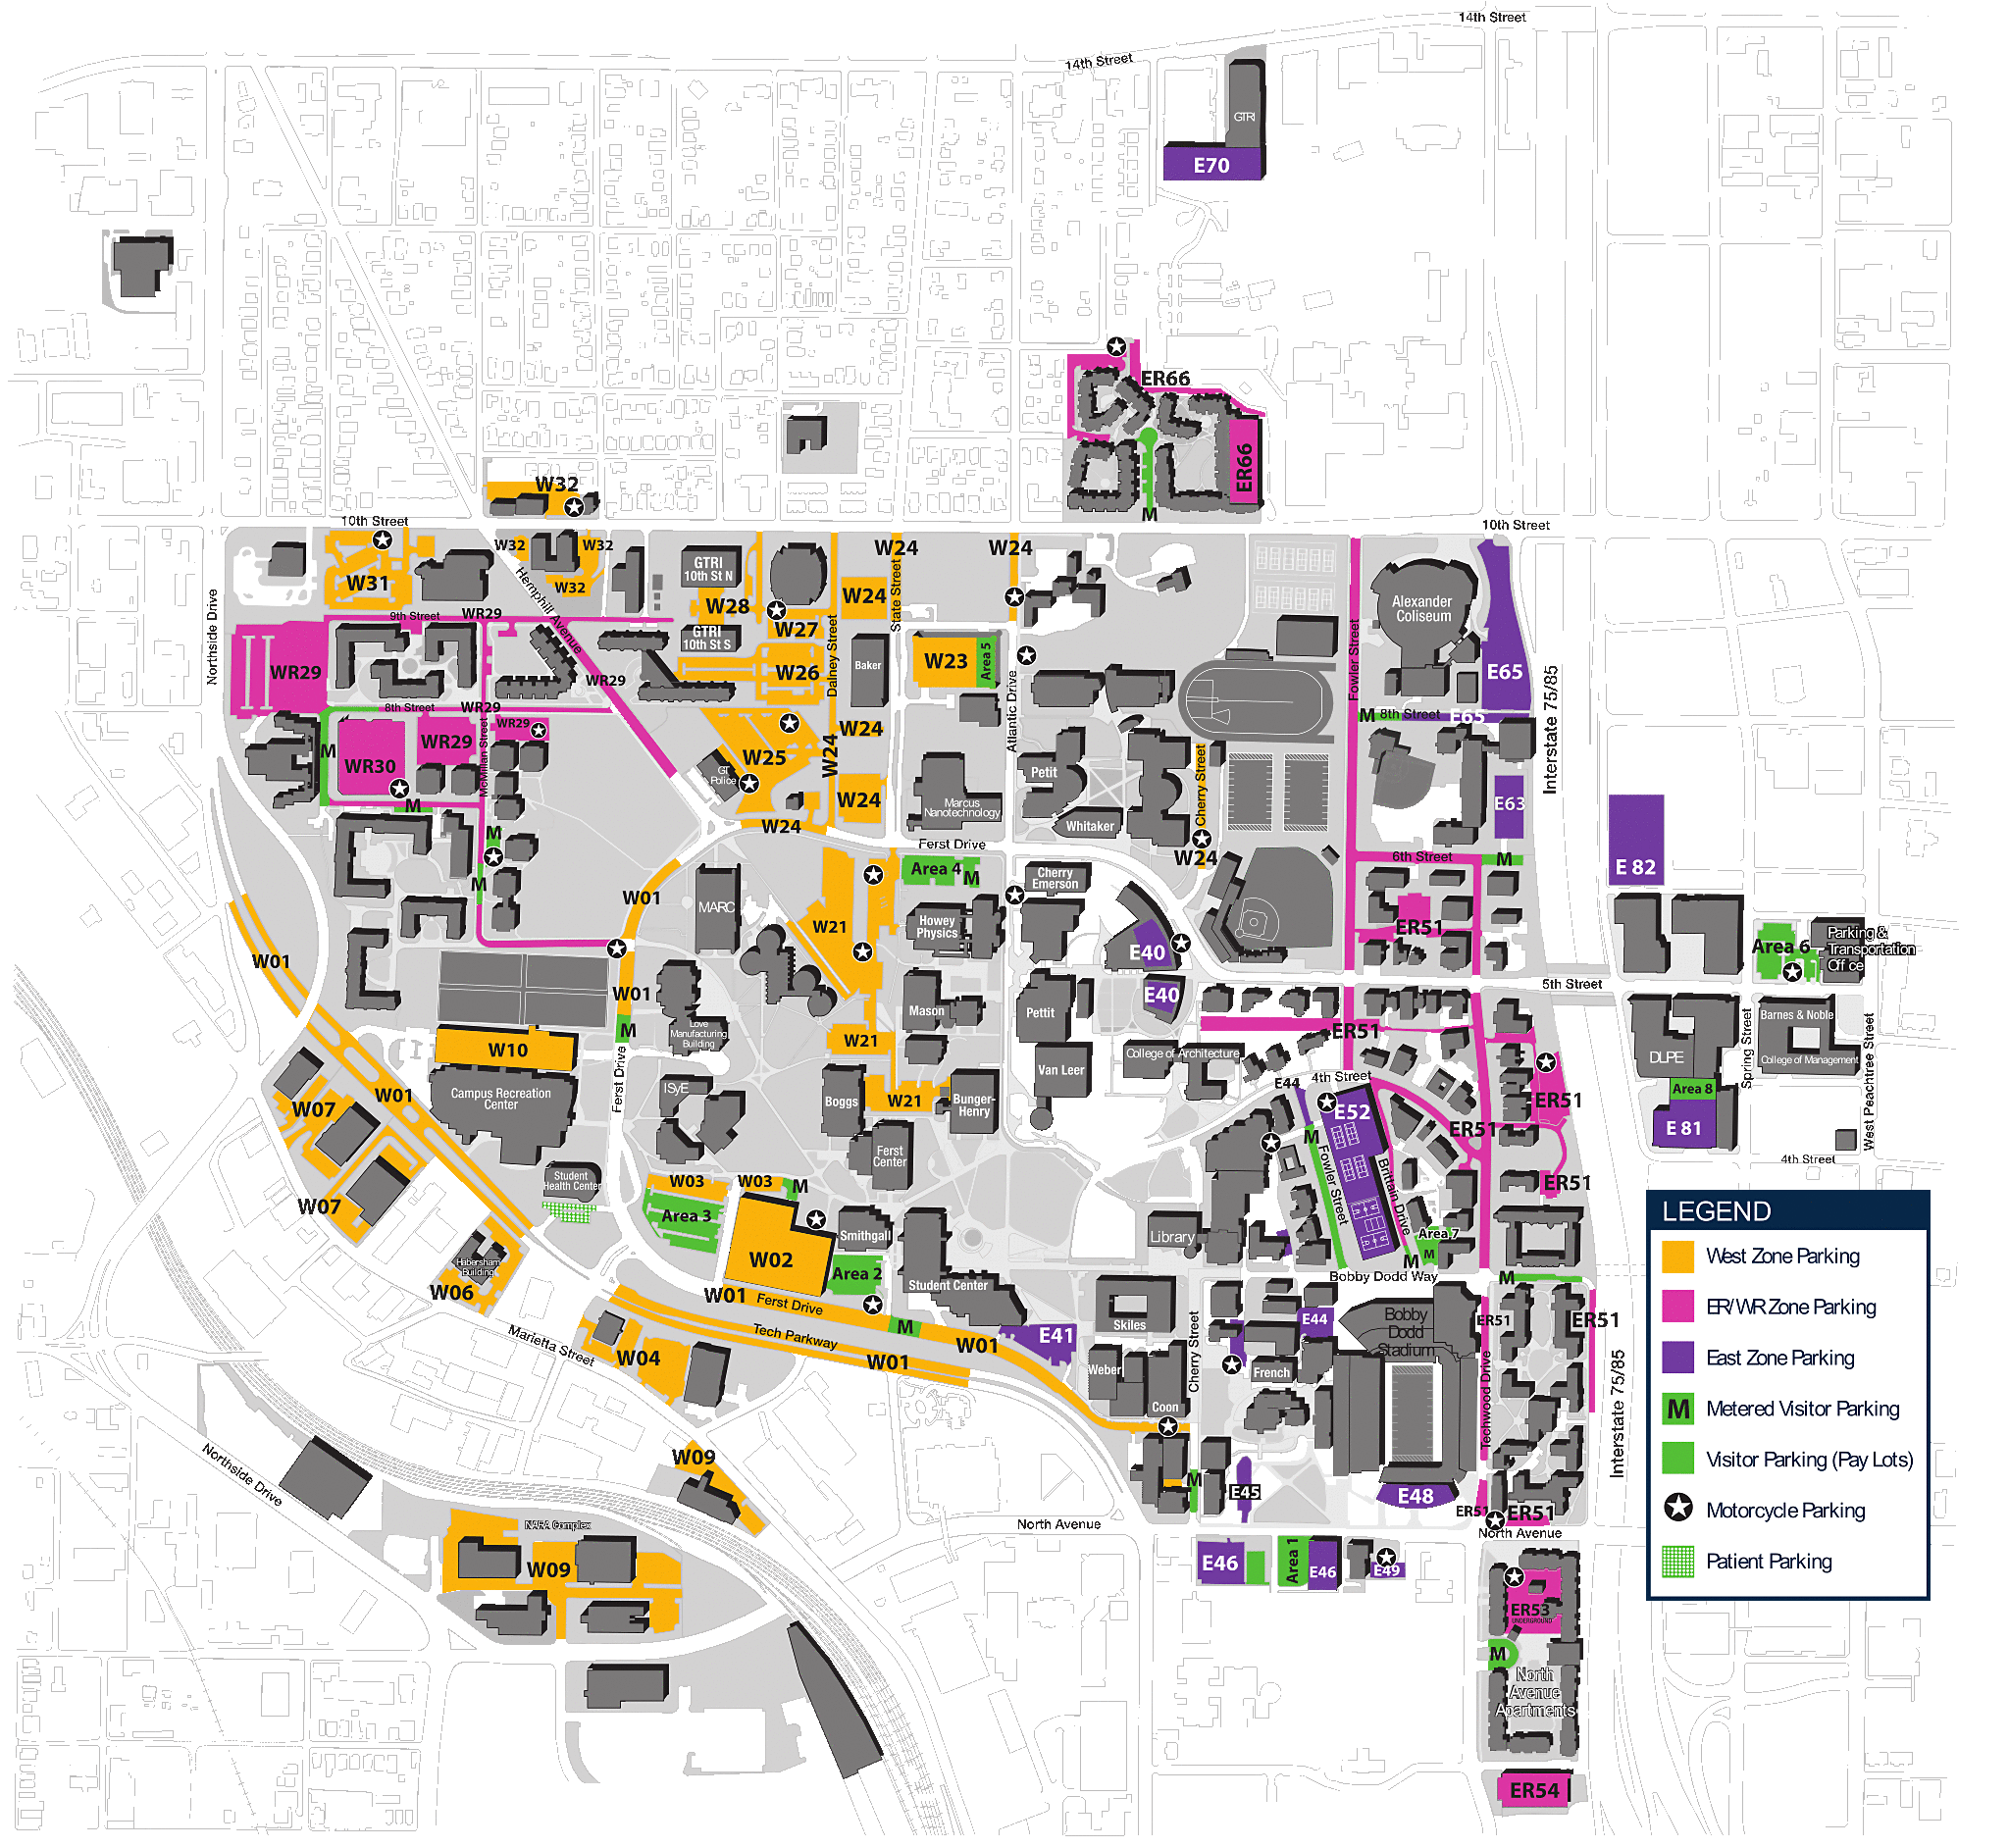 14th Street
14th Street
GTRI
E70
ER66
ER66
M
W32
10th Street
10th Street
W32
W32
W32
W31
Hemphill Avenue
GTRI
10th St N
W28
GTRI
10th St S
W27
W26
W24
W24
W24
State Street
Dalney Street
Northside Drive
9th Street
WR29
WR29
WR29
8th Street
WR29
WR29
WR29
McMillan Street
WR30
M
M
M
M
Baker
W23
Area 5
Atlantic Drive
W24
W24
W24
W24
W25
GT
Police
Marcus
Nanotechnology
Petit
Whitaker
Cherry Street
W24
Fowler Street
Alexander
Coliseum
E65
Interstate 75/85
M
8th Street
E65
E63
6th Street
M
E 82
Ferst Drive
Area 4
M
Cherry
Emerson
W01
MARC
W21
Howey
Physics
E40
E40
ER51
5th Street
Area 6
Parking &
Transportation
Office
W01
W01
M
Love
Manufacturing
Building
Mason
Pettit
ER51
Barnes & Noble
College of Management
DLPE
Spring Street
West Peachtree Street
W10
Campus Recreation
Center
Ferst Drive
ISyE
W21
Van Leer
College of Architecture
4th Street
E44
E52
ER51
ER51
ER51
Area 8
E 81
4th Street
W01
W07
W07
Boggs
W21
Bunger-
Henry
Ferst
Center
M
Fowler Street
Brittain Drive
Student
Health Center
W03
W03
M
Area 3
W02
Smithgall
Area 2
Library
Area 7
M
M
Bobby Dodd Way
M
Habersham
Building
W06
W01
Ferst Drive
Tech Parkway
M
Student Center
W01
W01
E41
Skiles
E44
Bobby
Dodd
Stadium
ER51
ER51
Marietta Street
W04
Weber
Coon
Cherry Street
French
Techwood Drive
Interstate 75/85
Northside Drive
W09
M
E45
E48
ER51
ER51
North Avenue
North Avenue
NARA Complex
W09
E46
Area 1
E46
E49
ER53
UNDERGROUND
M
North
Avenue
Apartments
ER54
LEGEND
West Zone Parking
ER/WR Zone Parking
East Zone Parking
M Metered Visitor Parking
Visitor Parking (Pay Lots)
Motorcycle Parking
Patient Parking